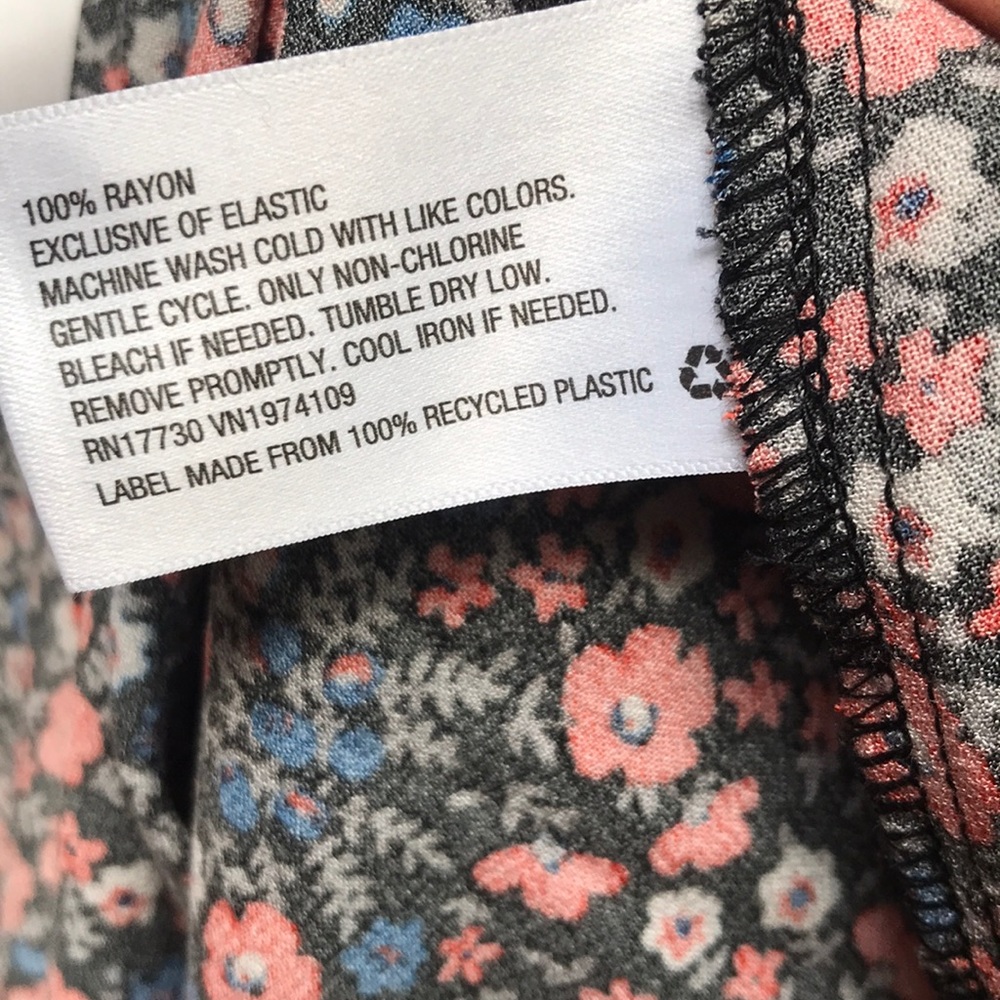 100% RAYON
EXCLUSIVE OF ELASTIC
MACHINE WASH COLD WITH LIKE COLORS.
GENTLE CYCLE. ONLY NON-CHLORINE
BLEACH IF NEEDED. TUMBLE DRY LOW.
REMOVE PROMPTLY. COOL IRON IF NEEDED.
RN17730 VN1974109
LABEL MADE FROM 100% RECYCLED PLASTIC